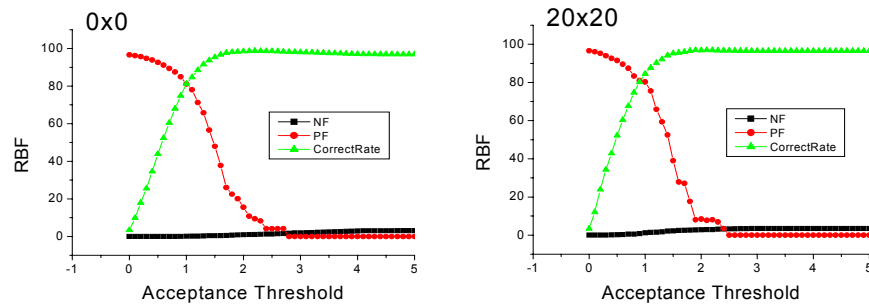 0x0
RBF
100
80
60
40
20
0
NF
PF
CorrectRate
-1 0 1 2 3 4 5
Acceptance Threshold
20x20
RBF
100
80
60
40
20
0
NF
PF
CorrectRate
-1 0 1 2 3 4 5
Acceptance Threshold